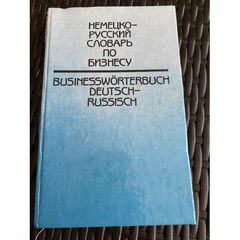 НЕМЕЦКО-
РУССКИЙ
СЛОВАРЬ
ПО
БИЗНЕСУ
BUSINESSWÖRTERBUCH
DEUTSCH-
RUSSISCH